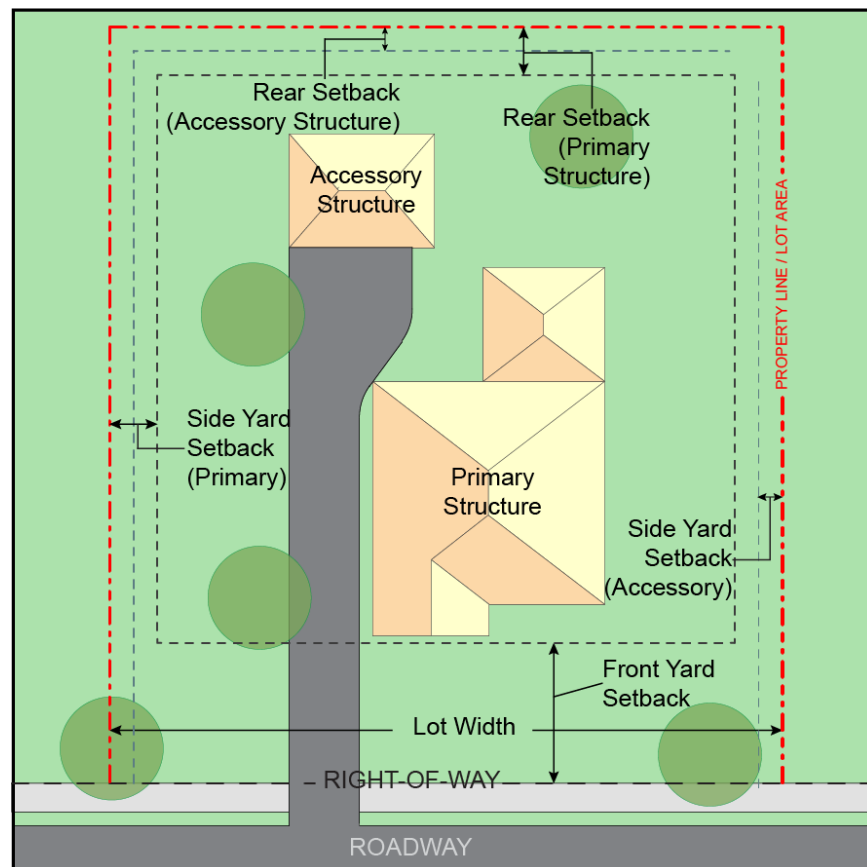 Rear Setback
(Accessory Structure)
Rear Setback
(Primary
Structure)
Accessory
Structure
PROPERTY LINE / LOT AREA
Side Yard
Setback
(Primary)
Primary
Structure
Side Yard
Setback
(Accessory)
Front Yard
Setback
Lot Width
RIGHT-OF-WAY
ROADWAY